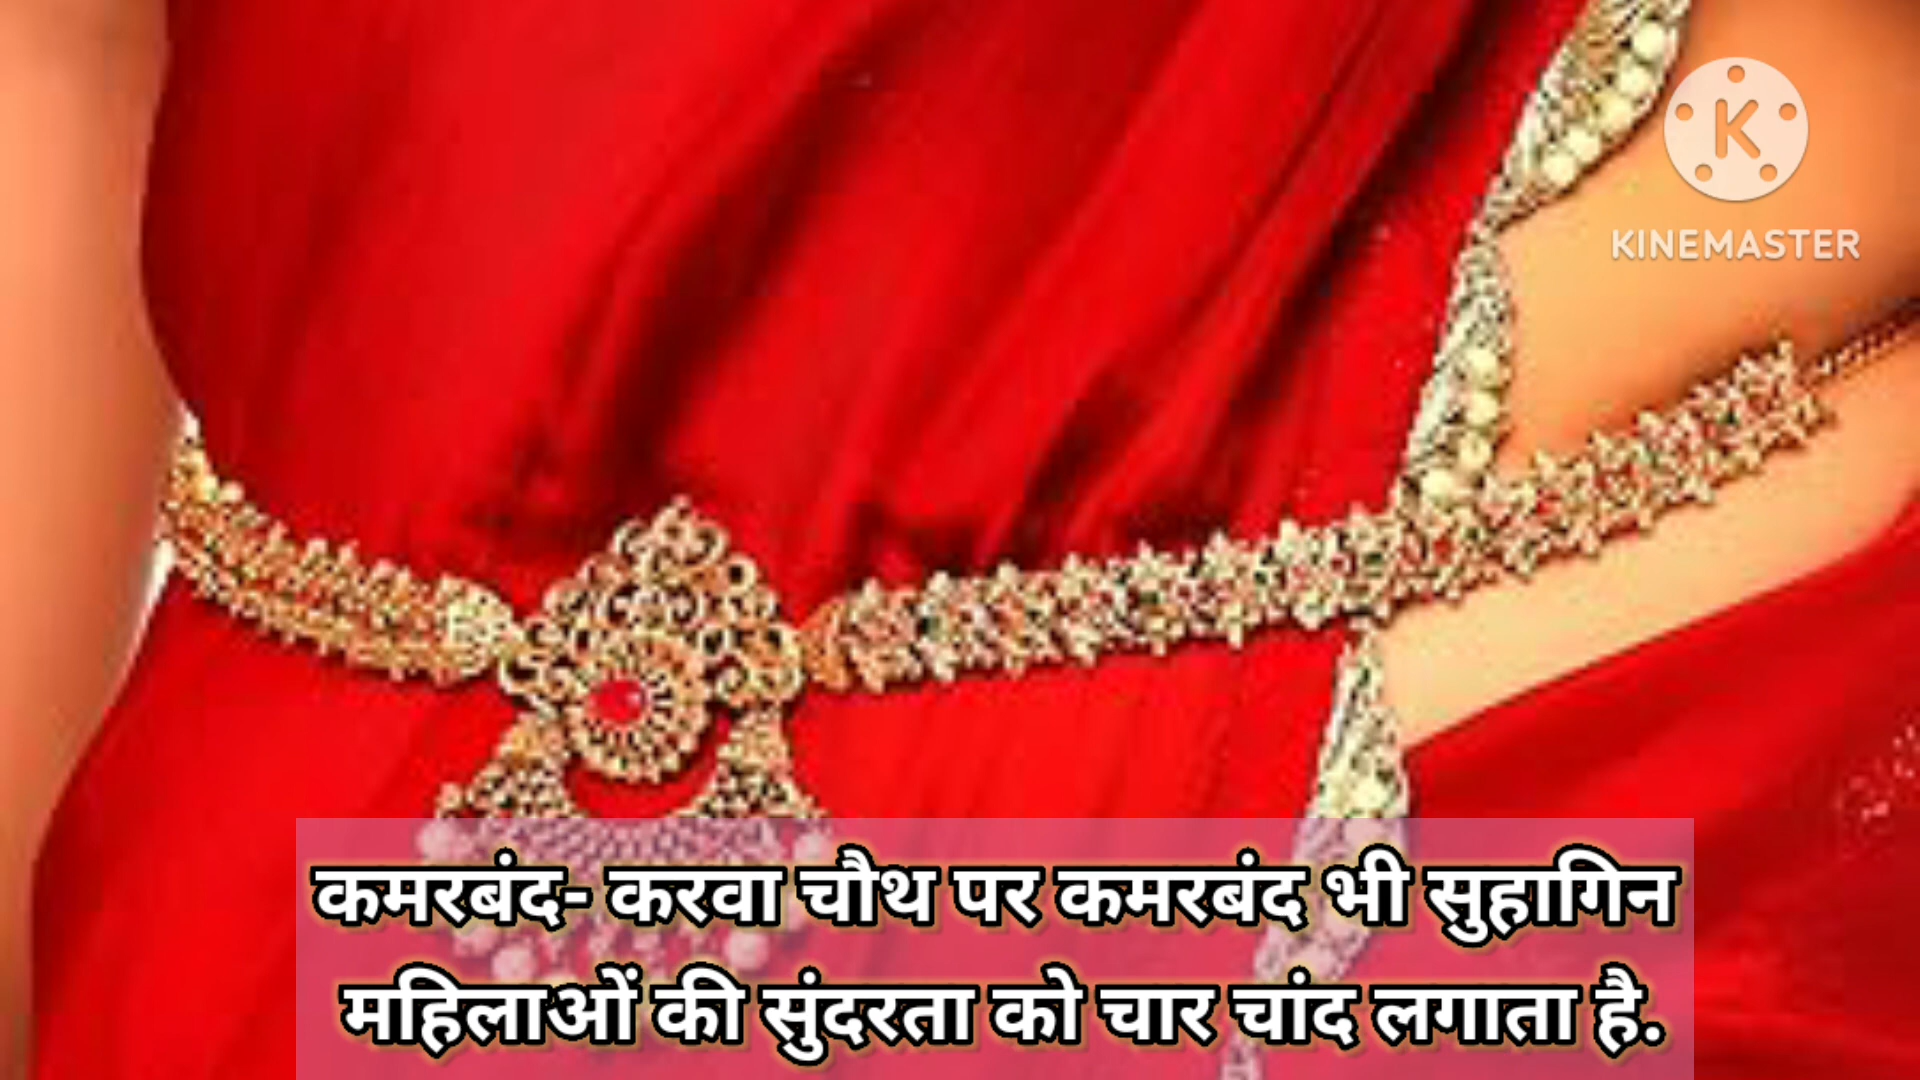 K
KINEMASTER
कमरबंद- करवा चौथ पर कमरबंद भी सुहागिन
महिलाओं की सुंदरता को चार चांद लगाता है.